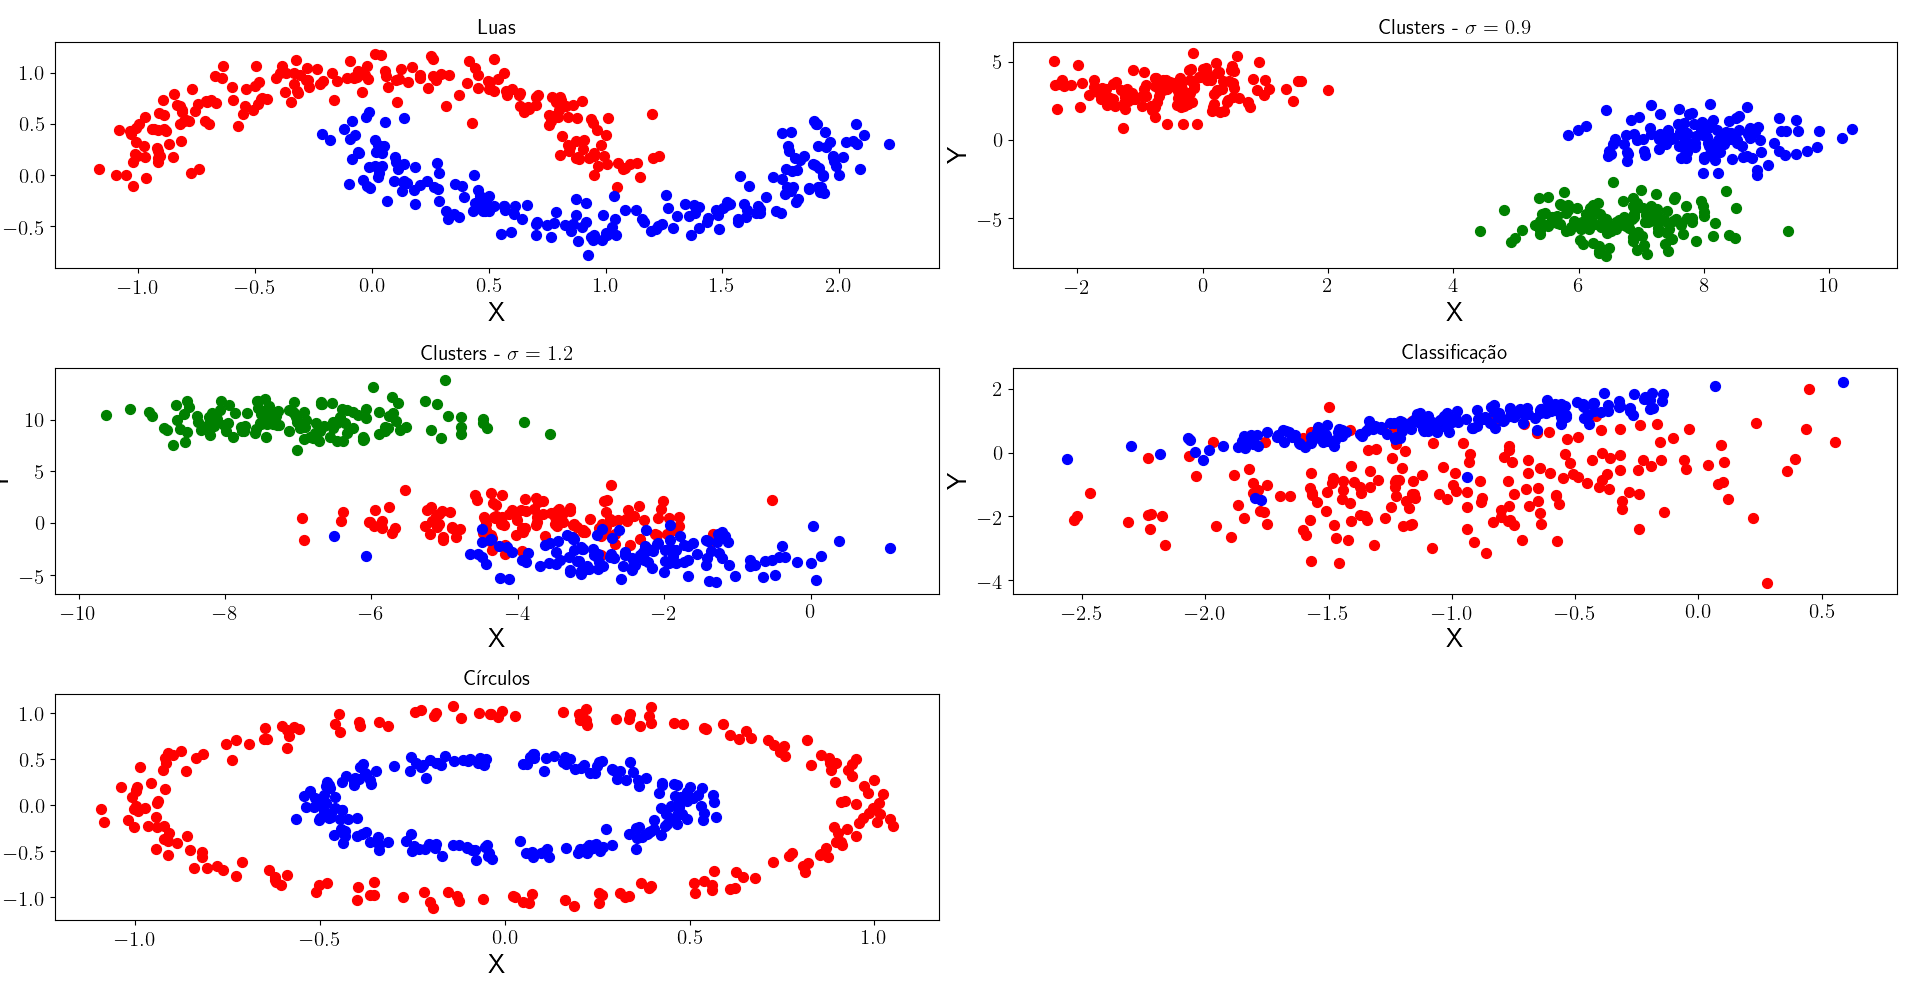 Luas
1.0
0.5
0.0
−0.5
−1.0 −0.5 0.0 0.5 1.0 1.5 2.0
X
Clusters - σ = 0.9
Y
5
0
−5
−2 0 2 4 6 8 10
X
Clusters - σ = 1.2
10
5
0
−5
−10 −8 −6 −4 −2 0
X
Classificação
Y
2
0
−2
−4
−2.5 −2.0 −1.5 −1.0 −0.5 0.0 0.5
X
Círculos
1.0
0.5
0.0
−0.5
−1.0
−1.0 −0.5 0.0 0.5 1.0
X